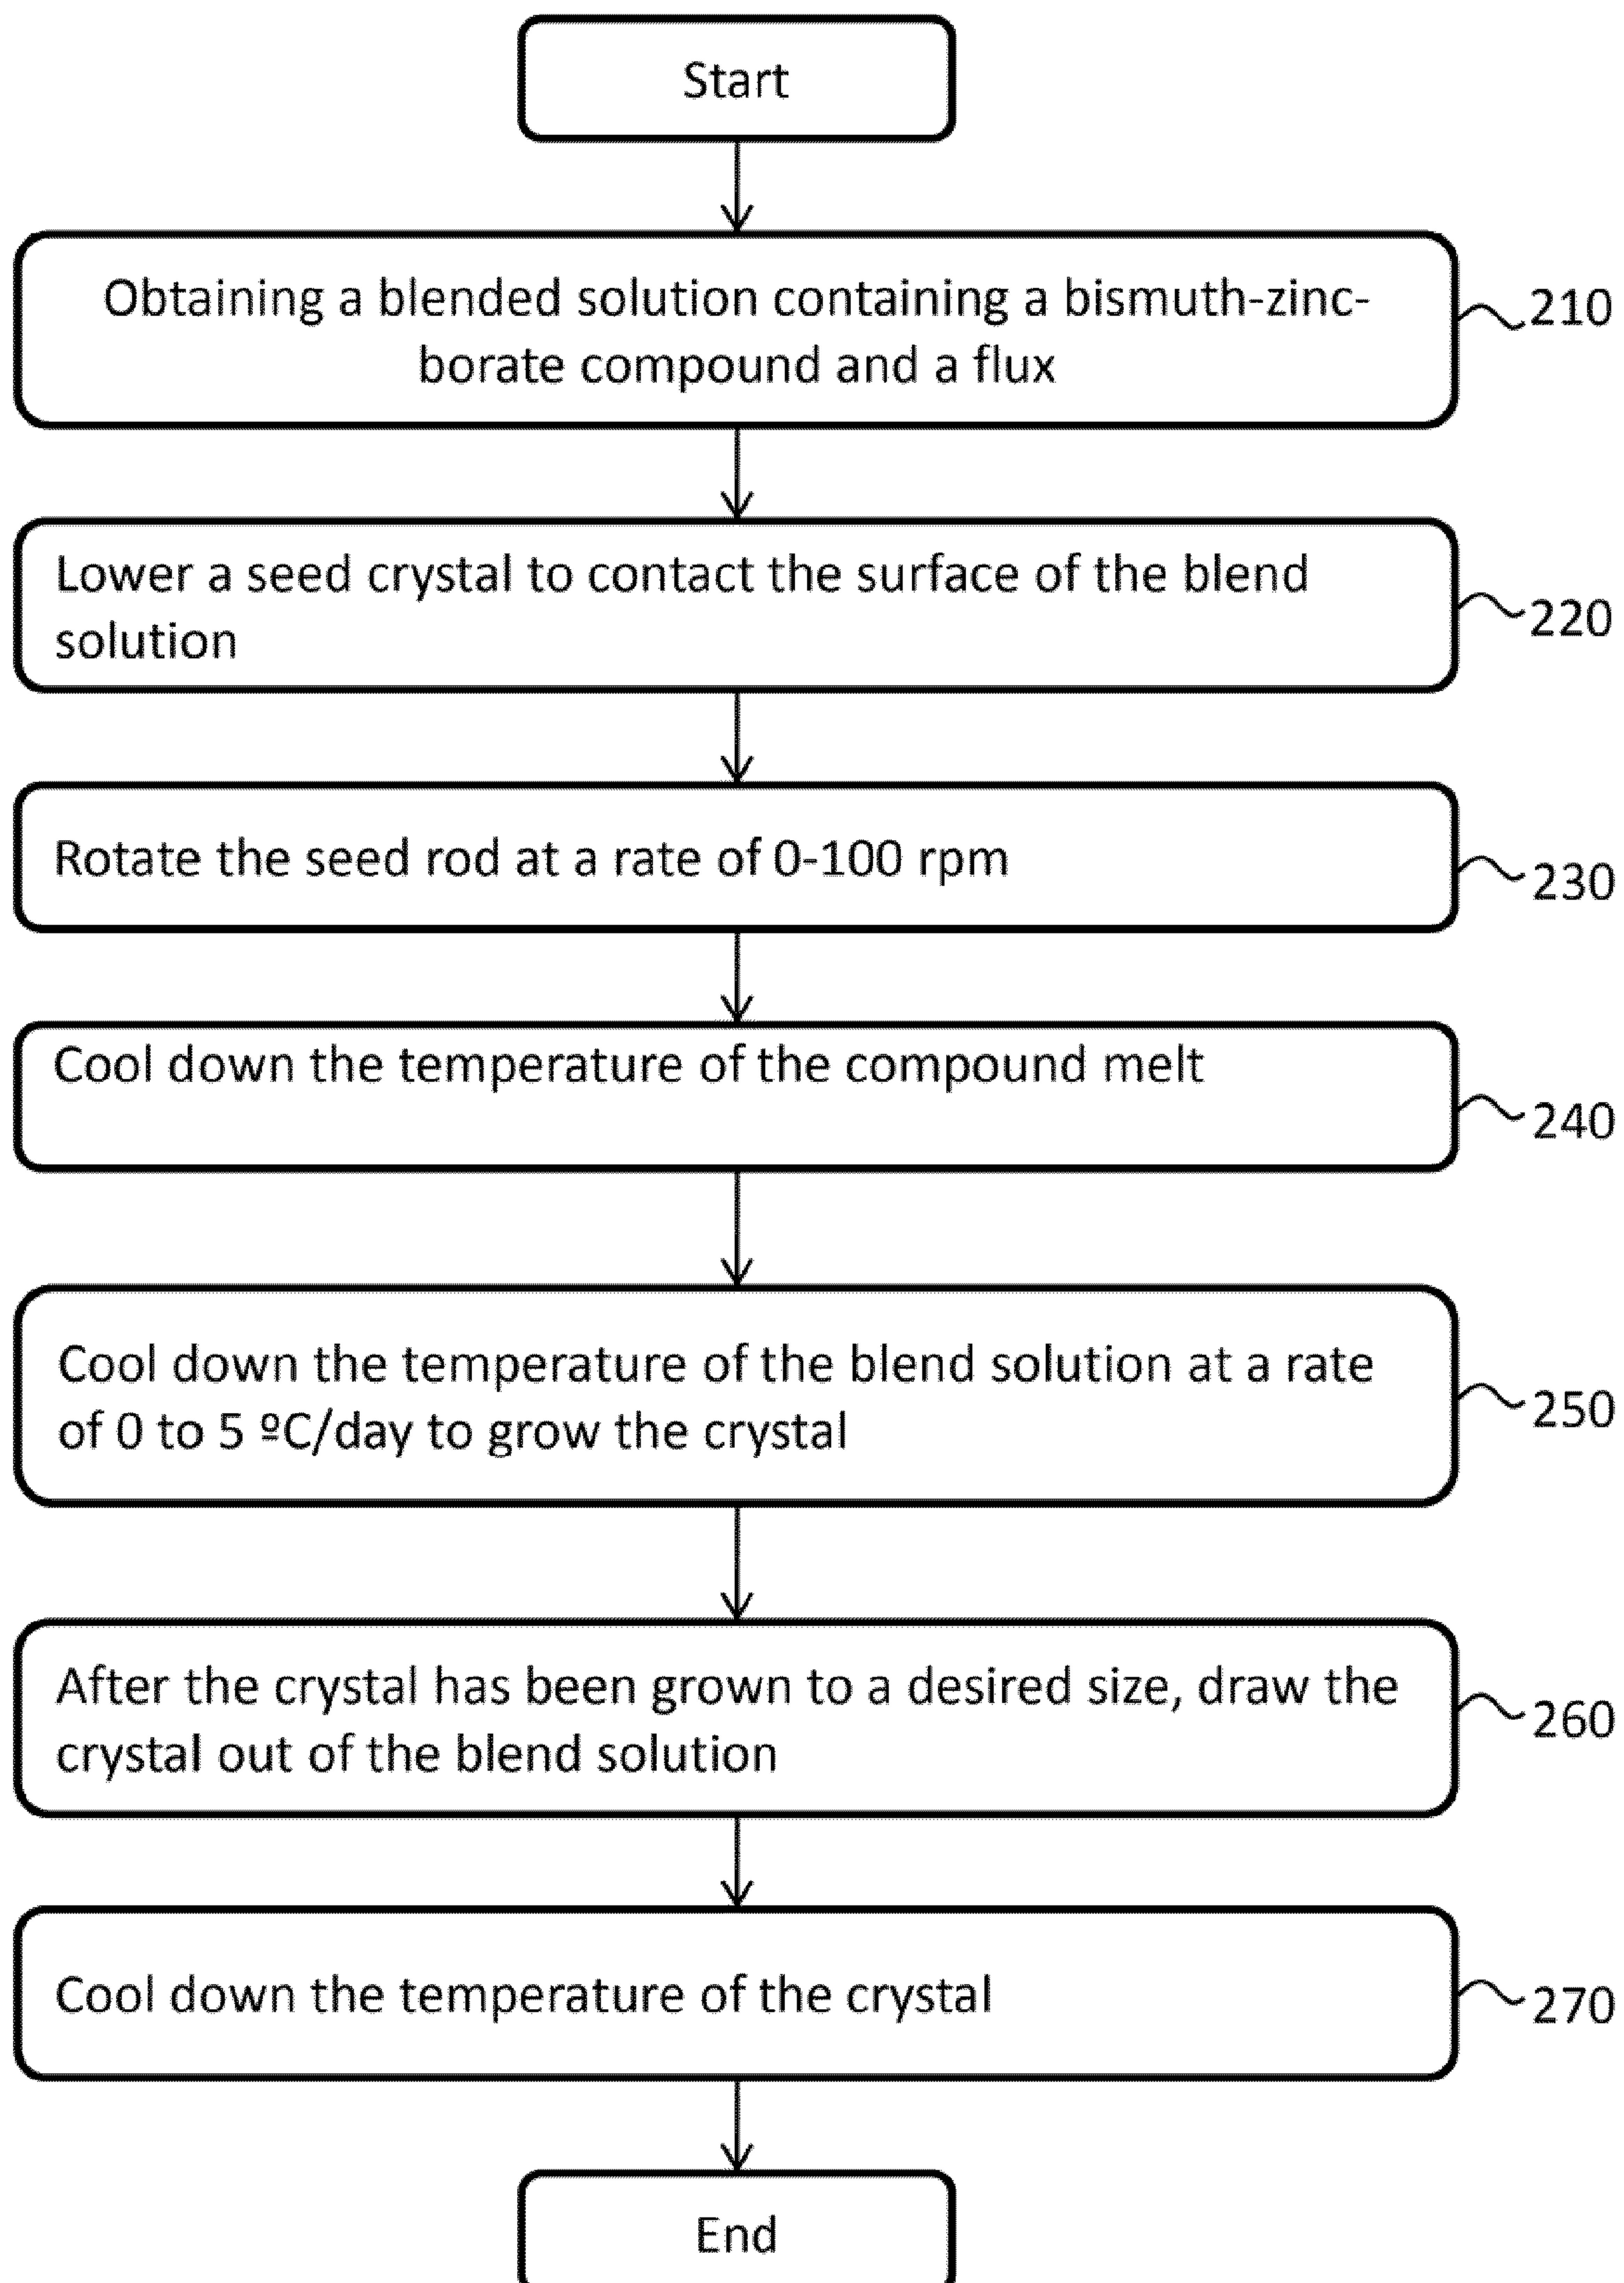 Start
Obtaining a blended solution containing a bismuth-zinc-
borate compound and a flux
210
Lower a seed crystal to contact the surface of the blend
solution
220
Rotate the seed rod at a rate of 0-100 rpm
230
Cool down the temperature of the compound melt
240
Cool down the temperature of the blend solution at a rate
of 0 to 5 ºC/day to grow the crystal
250
After the crystal has been grown to a desired size, draw the
crystal out of the blend solution
260
Cool down the temperature of the crystal
270
End